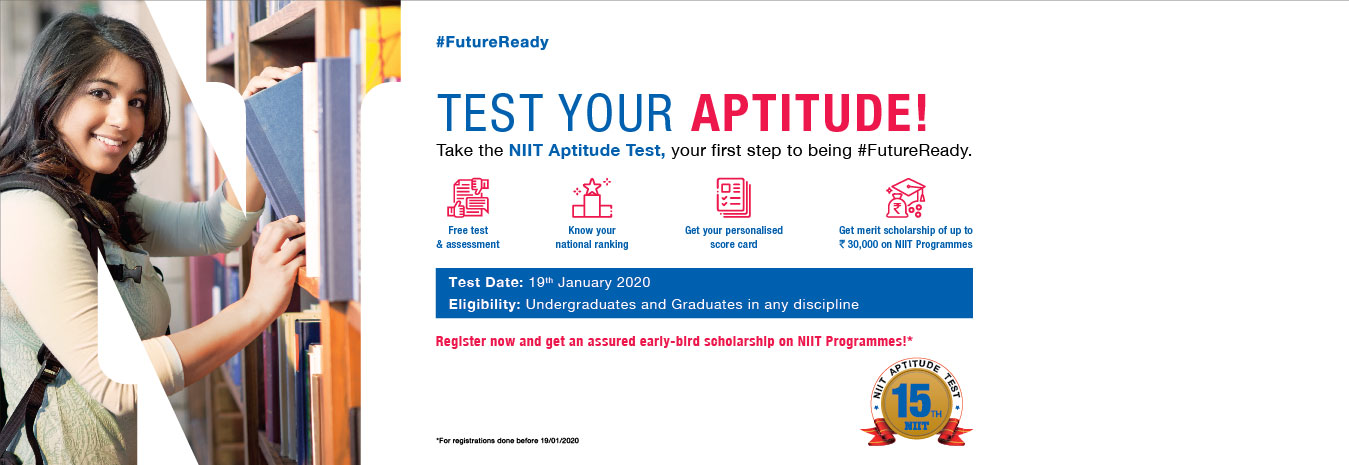 #FutureReady
TEST YOUR APTITUDE!
Take the NIIT Aptitude Test, your first step to being #FutureReady.
Free test
& assessment
Know your
national ranking
Get your personalised
score card
Get merit scholarship of up to
₹ 30,000 on NIIT Programmes
Test Date: 19th January 2020
Eligibility: Undergraduates and Graduates in any discipline
Register now and get an assured early-bird scholarship on NIIT Programmes!*
NIIT APTITUDE TEST
15TH
NIIT
*For registrations done before 19/01/2020